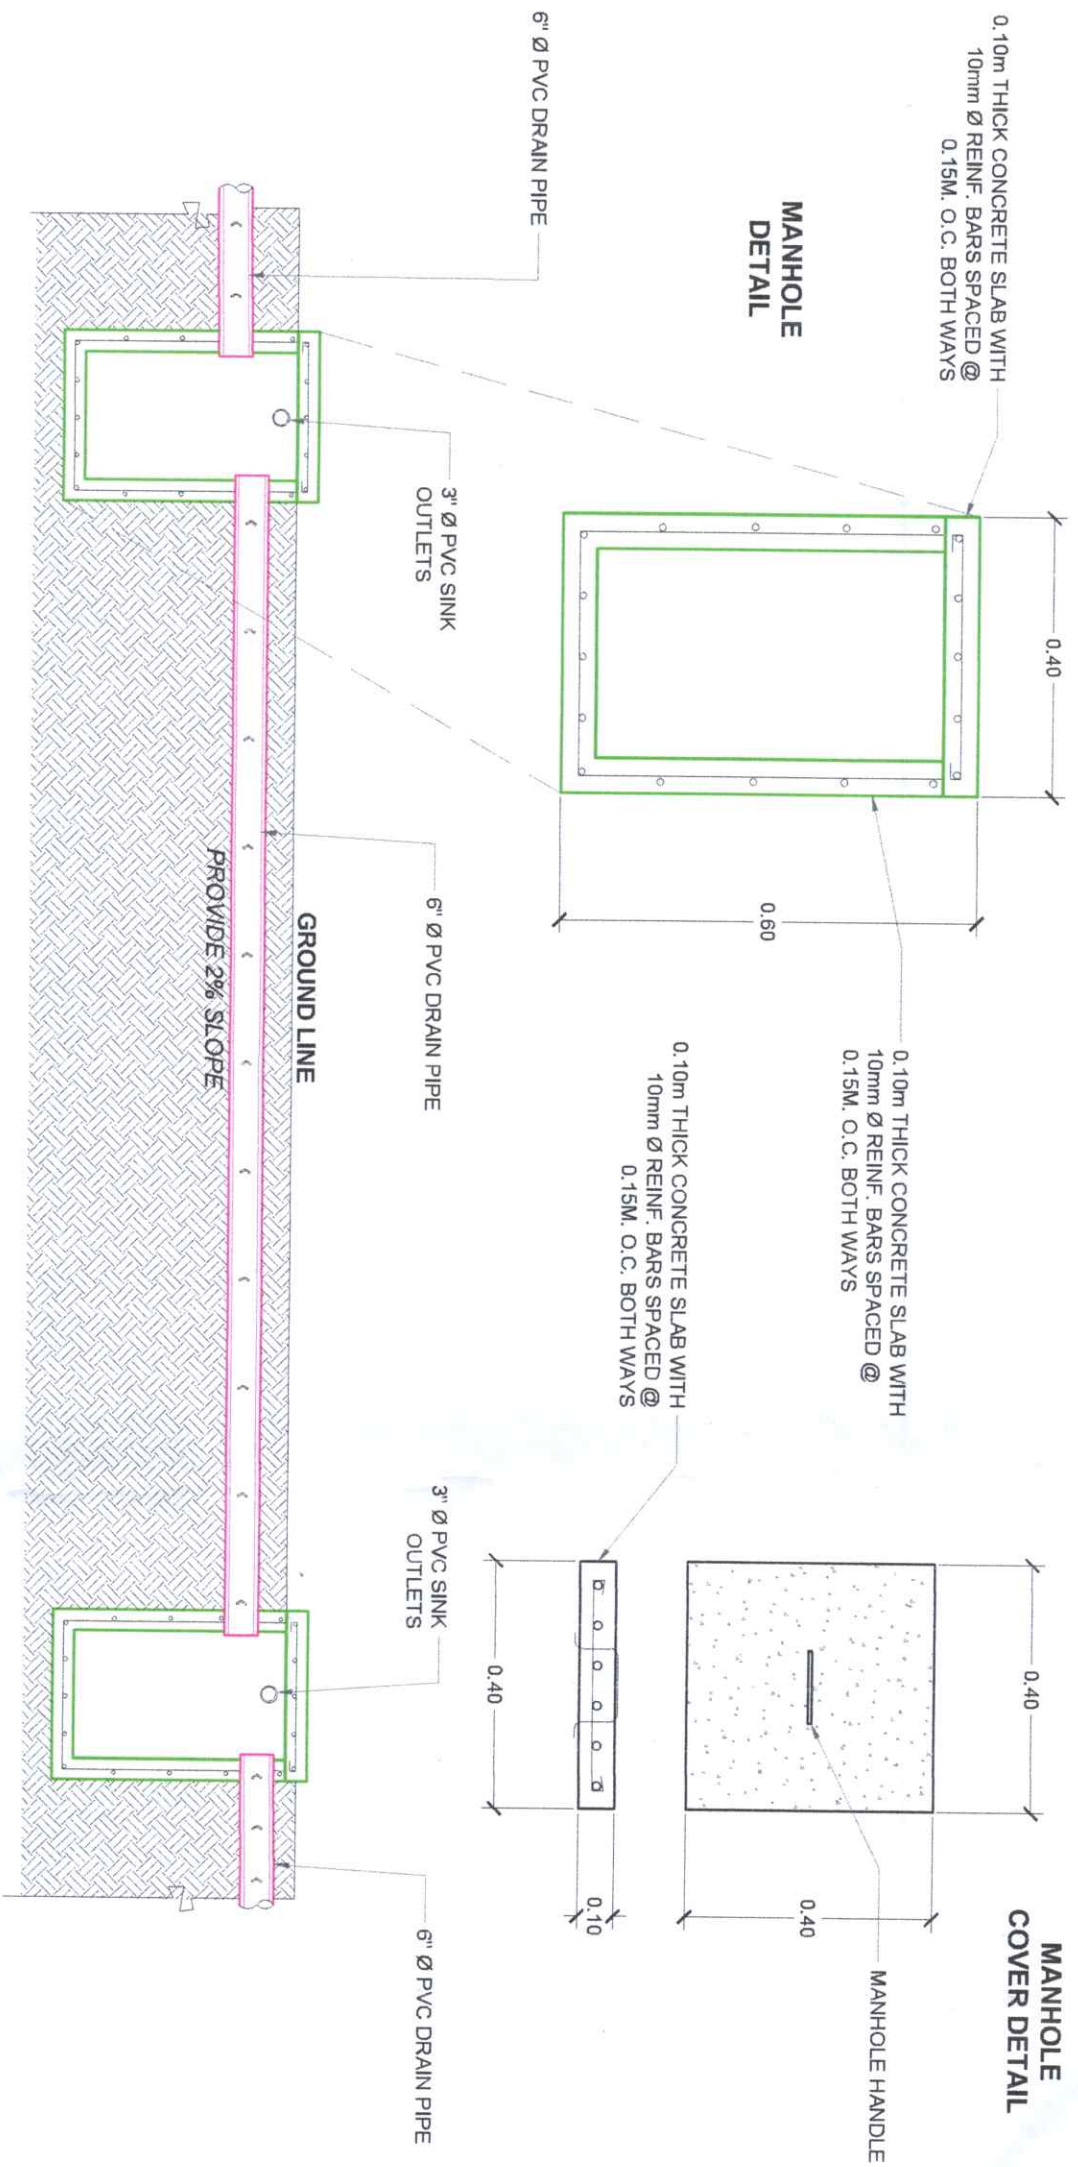 0.10m THICK CONCRETE SLAB WITH
10mm Ø REINF. BARS SPACED @
0.15M. O.C. BOTH WAYS
MANHOLE
DETAIL
0.40
0.60
0.10m THICK CONCRETE SLAB WITH
10mm Ø REINF. BARS SPACED @
0.15M. O.C. BOTH WAYS
MANHOLE
COVER DETAIL
0.40
0.40
MANHOLE HANDLE
0.10m THICK CONCRETE SLAB WITH
10mm Ø REINF. BARS SPACED @
0.15M. O.C. BOTH WAYS
0.40
0.10
6" Ø PVC DRAIN PIPE
3" Ø PVC SINK
OUTLETS
6" Ø PVC DRAIN PIPE
3" Ø PVC SINK
OUTLETS
6" Ø PVC DRAIN PIPE
GROUND LINE
PROVIDE 2% SLOPE